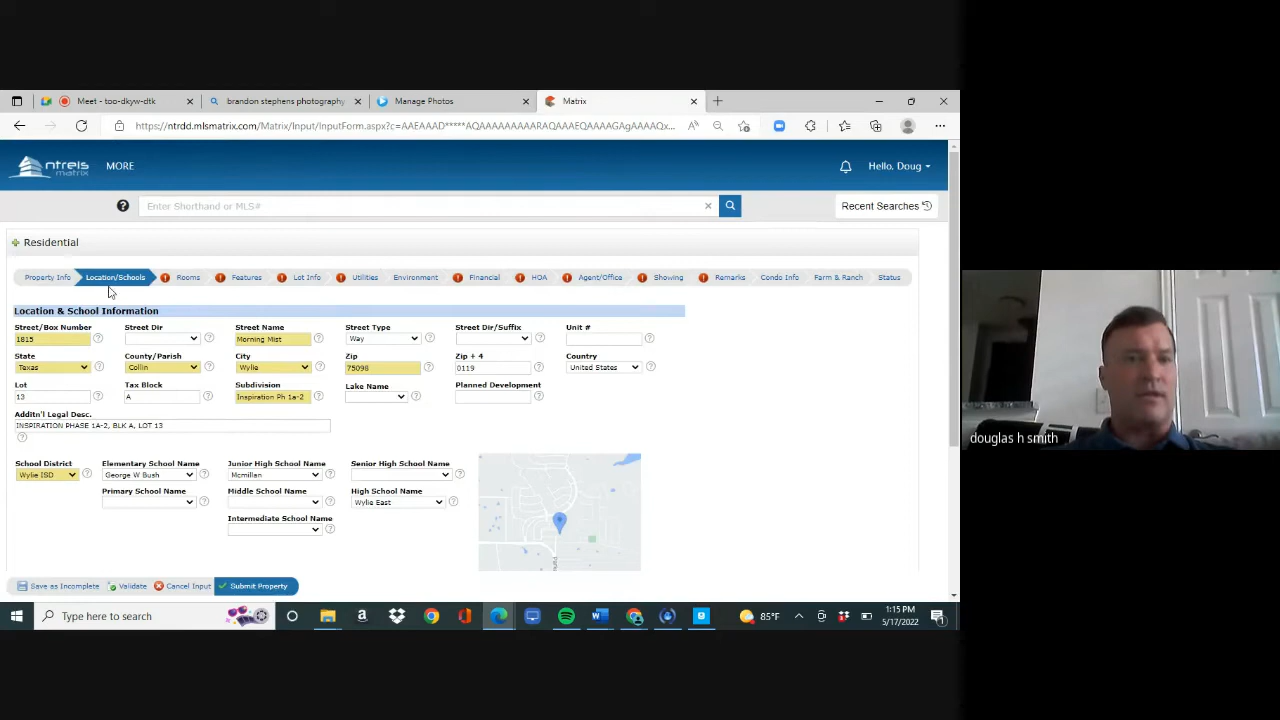 Meet - too-dkyw-dtk
brandon stephens photography
Manage Photos
Matrix
https://ntrdd.mlsmatrix.com/Matrix/Input/InputForm.aspx?c=AAEAAAD*****AQAAAAAAAAARAQAAAEQAAAAGAgAAAAQx...
ntreis matrix MORE Hello, Doug
Enter Shorthand or MLS# Recent Searches
Residential
Property Info Location/Schools Rooms Features Lot Info Utilities Environment Financial HOA Agent/Office Showing Remarks Condo Info Farm & Ranch Status
Location & School Information
Street/Box Number Street Dir Street Name Street Type Street Dir/Suffix Unit #
1815 Morning Mist Way
State County/Parish City Zip Zip + 4 Country
Texas Collin Wylie 75098 0119 United States
Lot Tax Block Subdivision Lake Name Planned Development
13 A Inspiration Ph 1a-2
Additn'l Legal Desc.
INSPIRATION PHASE 1A-2, BLK A, LOT 13
School District Elementary School Name Junior High School Name Senior High School Name
Wylie ISD George W Bush Mcmillan
Primary School Name Middle School Name High School Name
Wylie East
Intermediate School Name
Save as Incomplete Validate Cancel Input Submit Property
douglas h smith
Type here to search
85°F
1:15 PM
5/17/2022